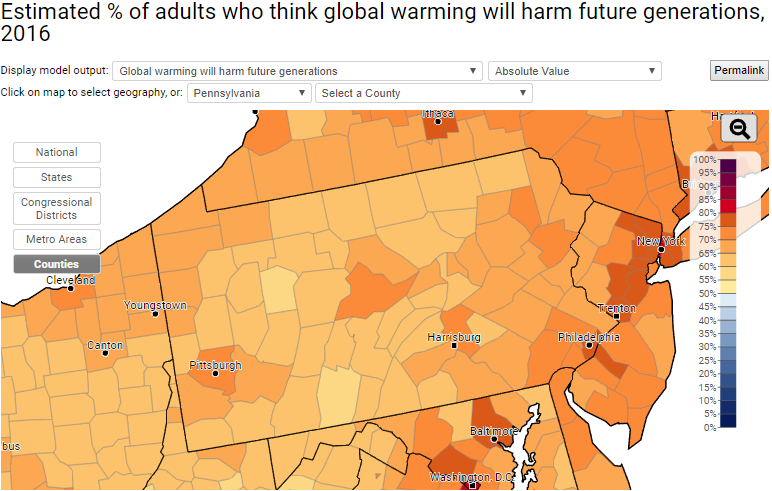 Estimated % of adults who think global warming will harm future generations,
2016
Display model output: Global warming will harm future generations Absolute Value Permalink
Click on map to select geography, or: Pennsylvania Select a County
National
States
Congressional
Districts
Metro Areas
Counties
Ithaca
Cleveland
Youngstown
Canton
Pittsburgh
Harrisburg
New York
Trenton
Philadelphia
Baltimore
Washington, D.C.
bus
100%
95%
90%
85%
80%
75%
70%
65%
60%
55%
50%
45%
40%
35%
30%
25%
20%
15%
10%
5%
0%